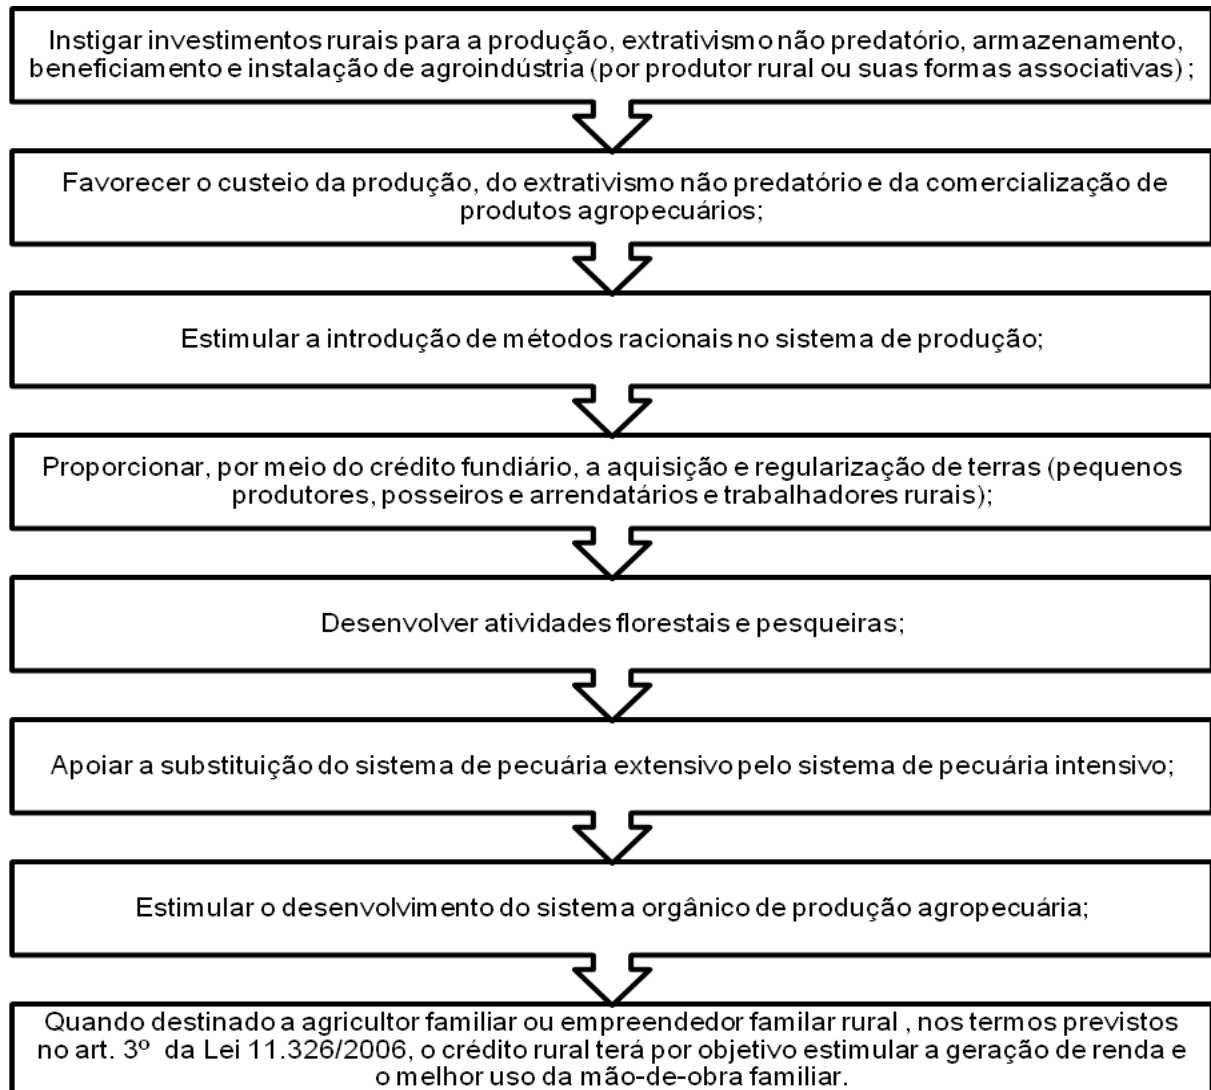 Instigar investimentos rurais para a produção, extrativismo não predatório, armazenamento,
beneficiamento e instalação de agroindústria (por produtor rural ou suas formas associativas) ;
Favorecer o custeio da produção, do extrativismo não predatório e da comercialização de
produtos agropecuários;
Estimular a introdução de métodos racionais no sistema de produção;
Proporcionar, por meio do crédito fundiário, a aquisição e regularização de terras (pequenos
produtores, posseiros e arrendatários e trabalhadores rurais);
Desenvolver atividades florestais e pesqueiras;
Apoiar a substituição do sistema de pecuária extensivo pelo sistema de pecuária intensivo;
Estimular o desenvolvimento do sistema orgânico de produção agropecuária;
Quando destinado a agricultor familiar ou empreendedor familar rural , nos termos previstos
no art. 3º da Lei 11.326/2006, o crédito rural terá por objetivo estimular a geração de renda e
o melhor uso da mão-de-obra familiar.